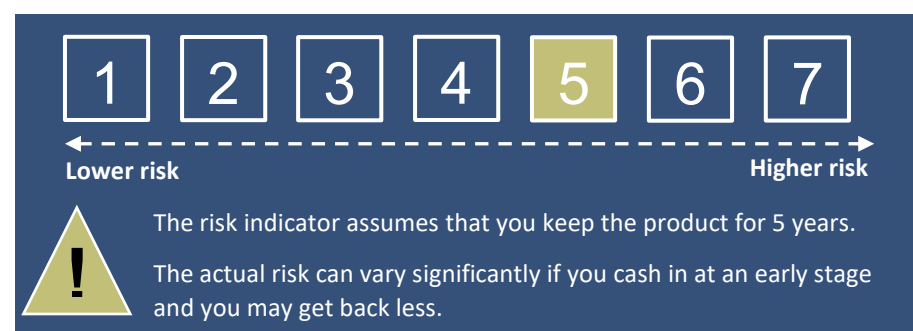 1 2 3 4 5 6 7
Lower risk Higher risk
!
The risk indicator assumes that you keep the product for 5 years.
The actual risk can vary significantly if you cash in at an early stage
and you may get back less.